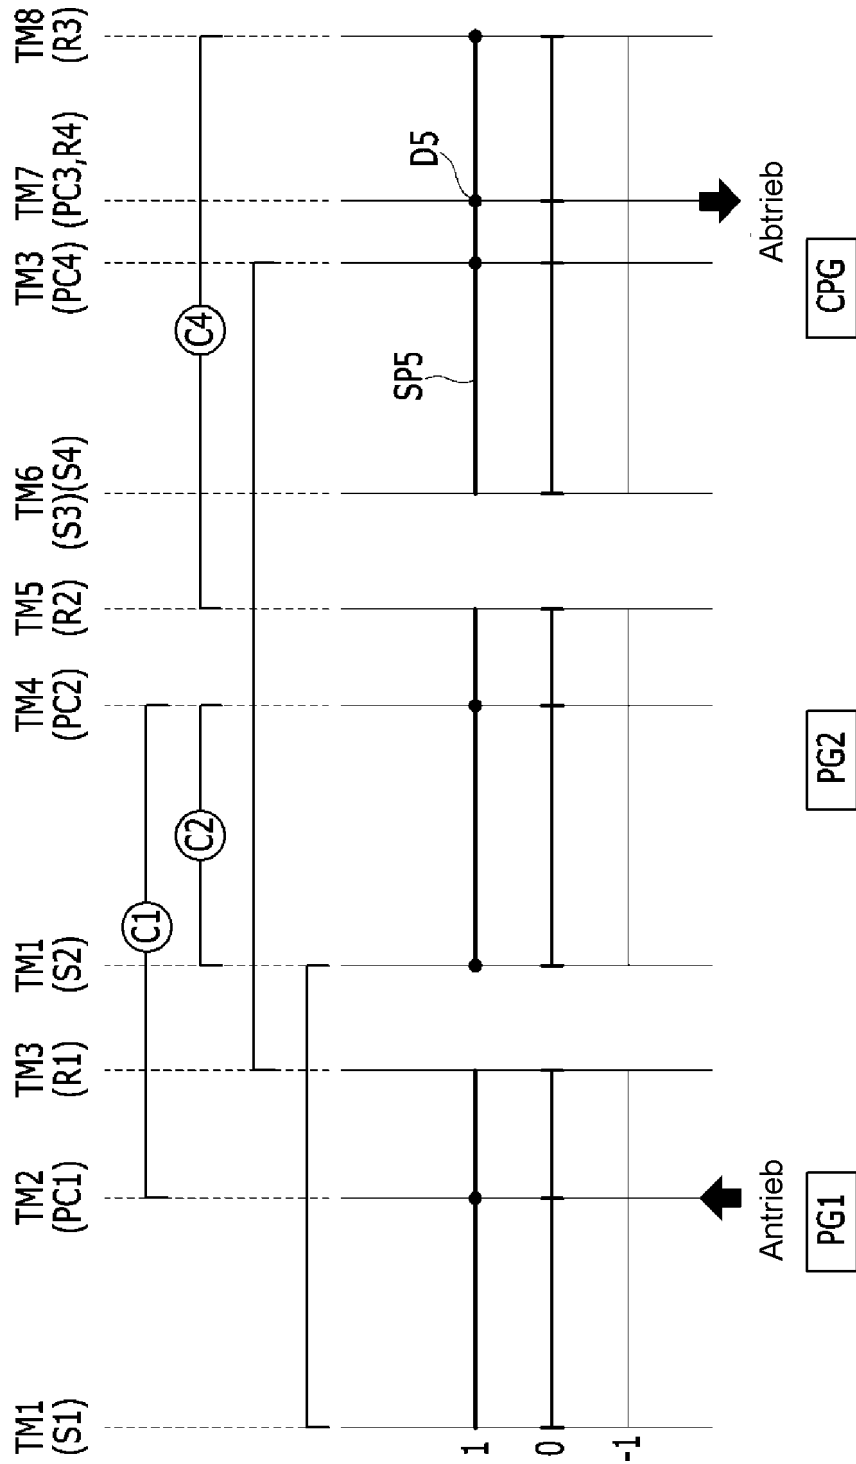 TM1
(S1)
TM2
(PC1)
TM3
(R1)
TM1
(S2)
TM4
(PC2)
TM5
(R2)
TM6
(S3)(S4)
TM3
(PC4)
TM7
(PC3,R4)
TM8
(R3)
C1
C2
C4
D5
SP5
1
0
-1
Antrieb
Abtrieb
PG1
PG2
CPG